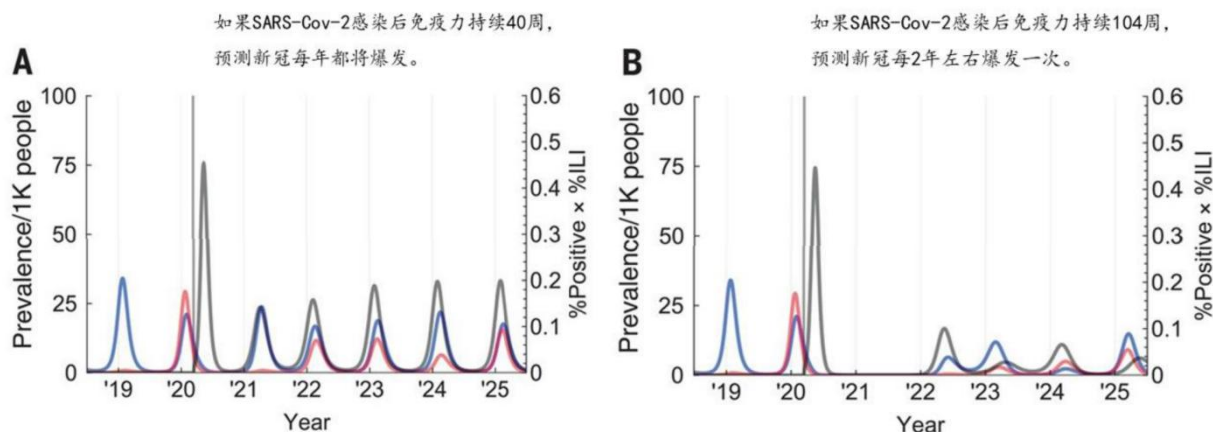 如果SARS-Cov-2感染后免疫力持续40周,
预测新冠每年都将爆发。
A
100
75
50
25
0
Prevalence/1K people
0.6
0.5
0.4
0.3
0.2
0.1
0
%Positive × %ILI
'19 '20 '21 '22 '23 '24 '25
Year
如果SARS-Cov-2感染后免疫力持续104周,
预测新冠每2年左右爆发一次。
B
100
75
50
25
0
Prevalence/1K people
0.6
0.5
0.4
0.3
0.2
0.1
0
%Positive × %ILI
'19 '20 '21 '22 '23 '24 '25
Year